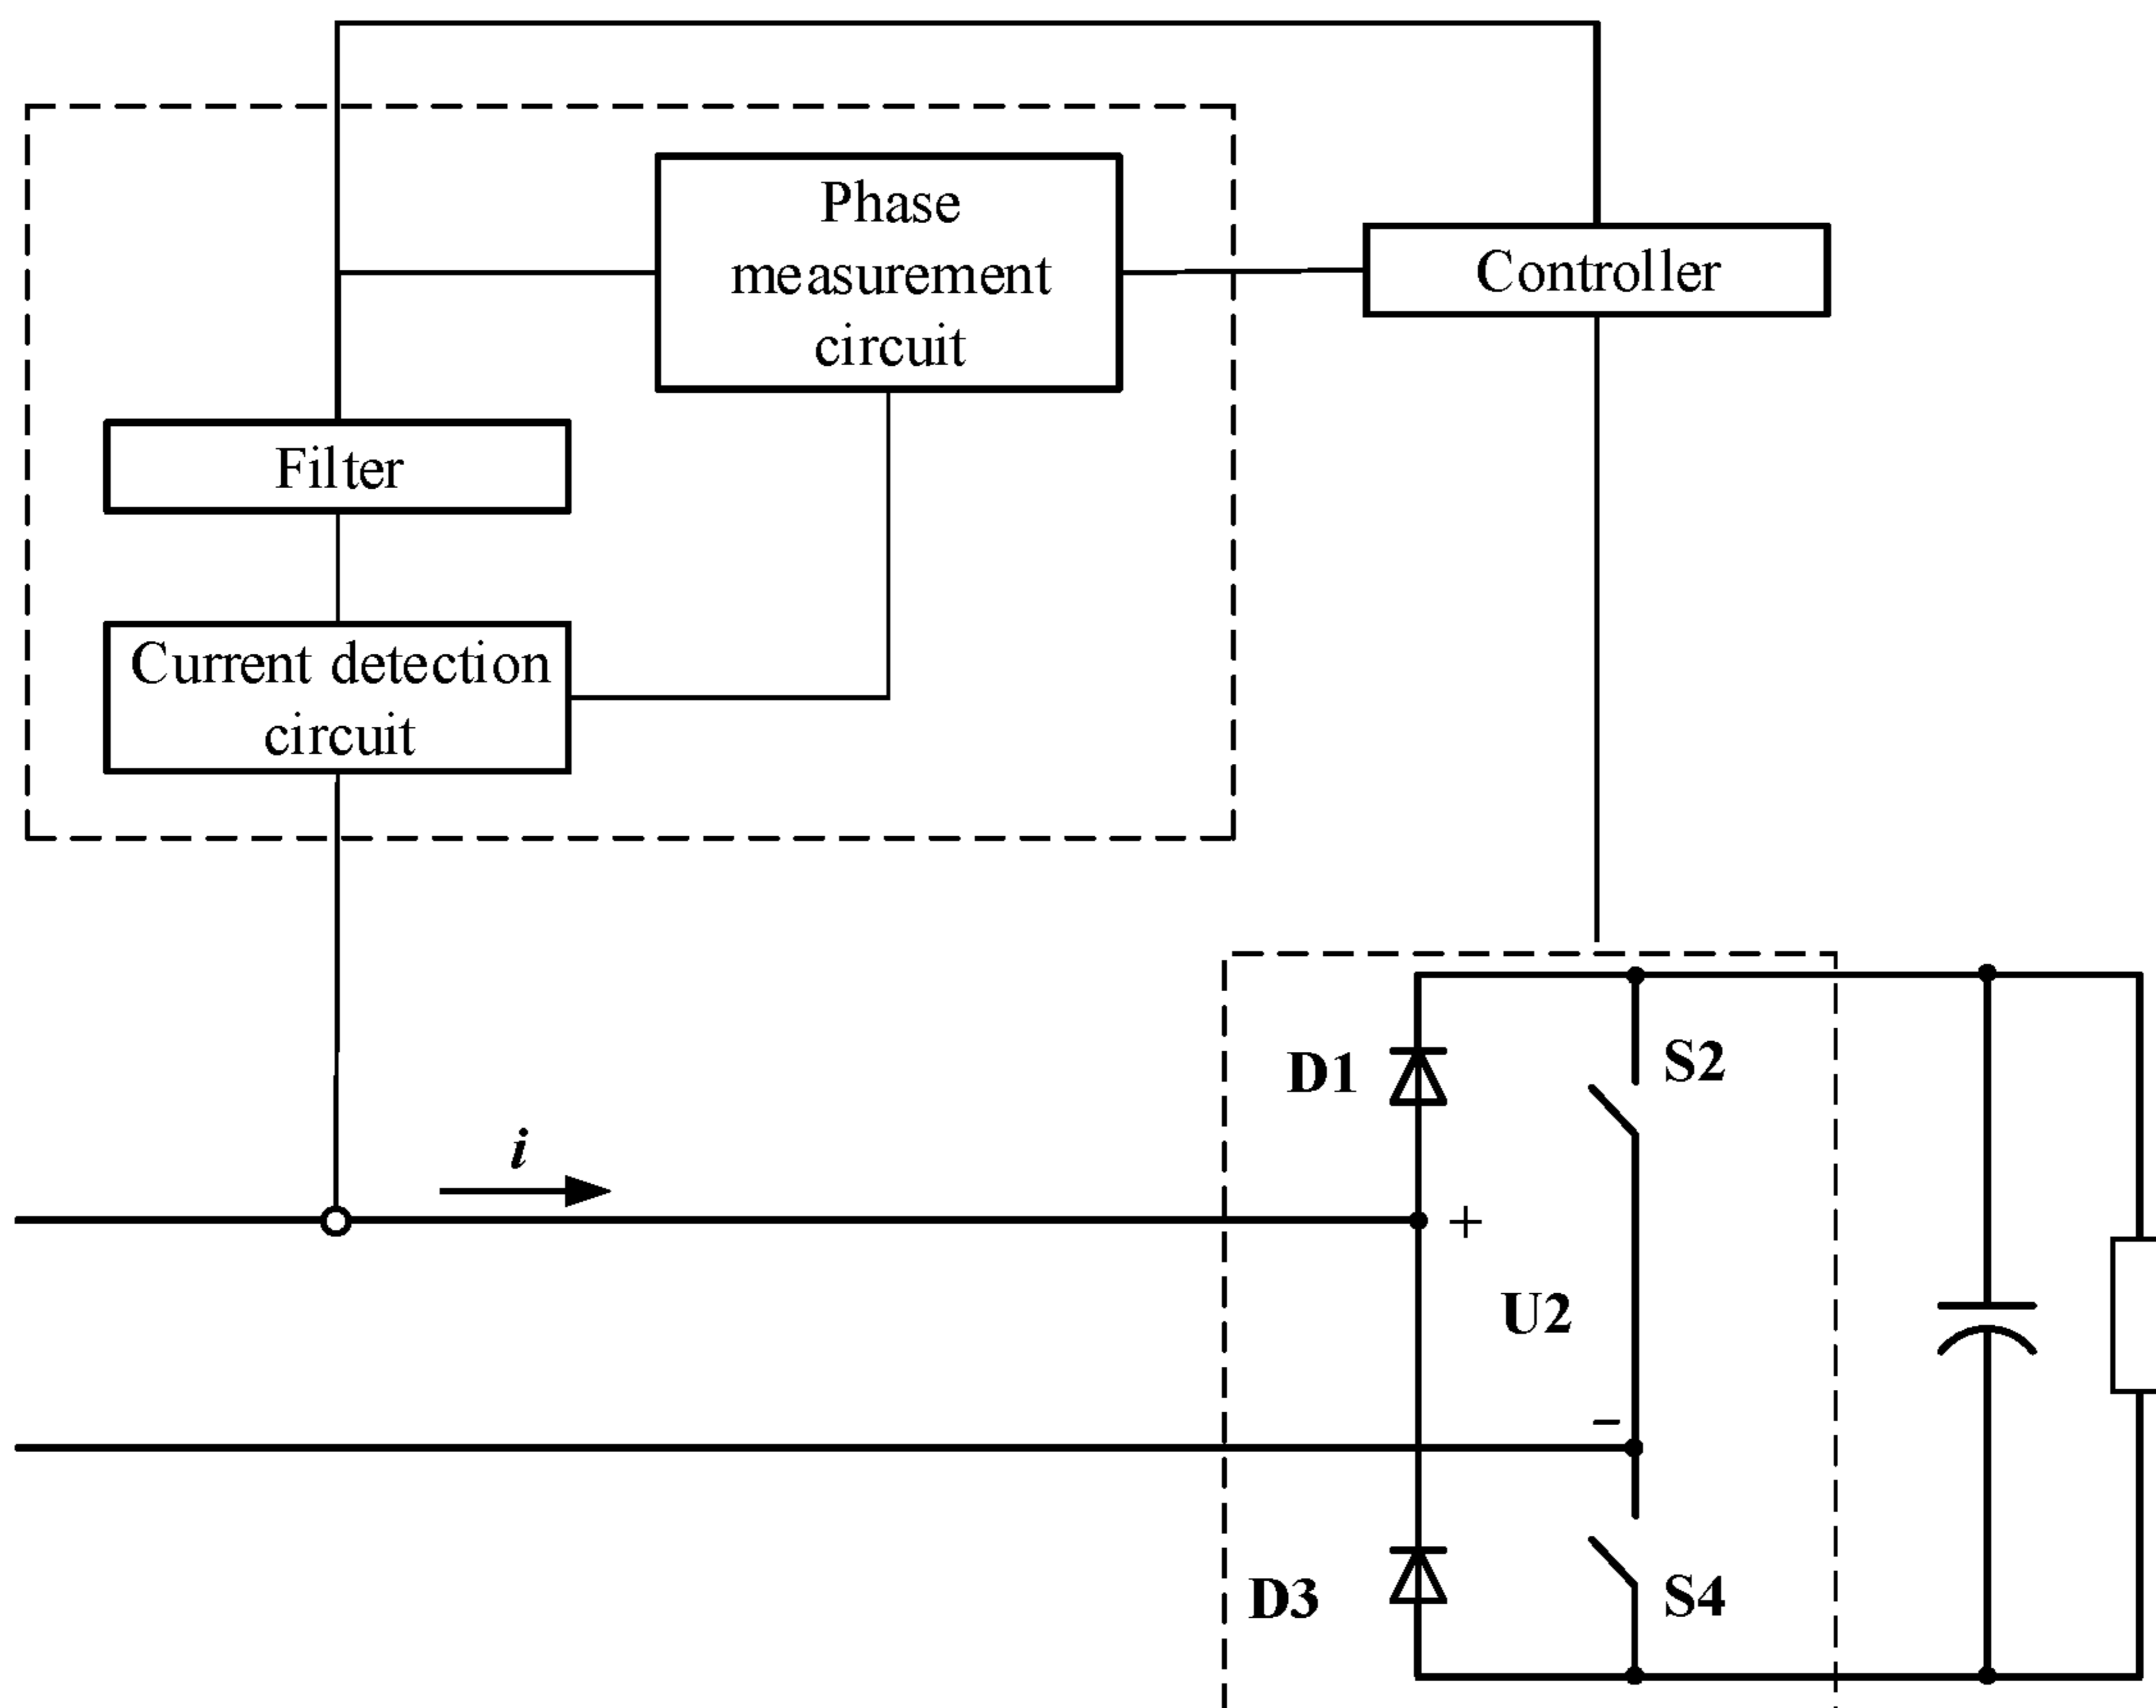 Phase
measurement
circuit
Controller
Filter
Current detection
circuit
D1
S2
i
+
U2
−
D3
S4